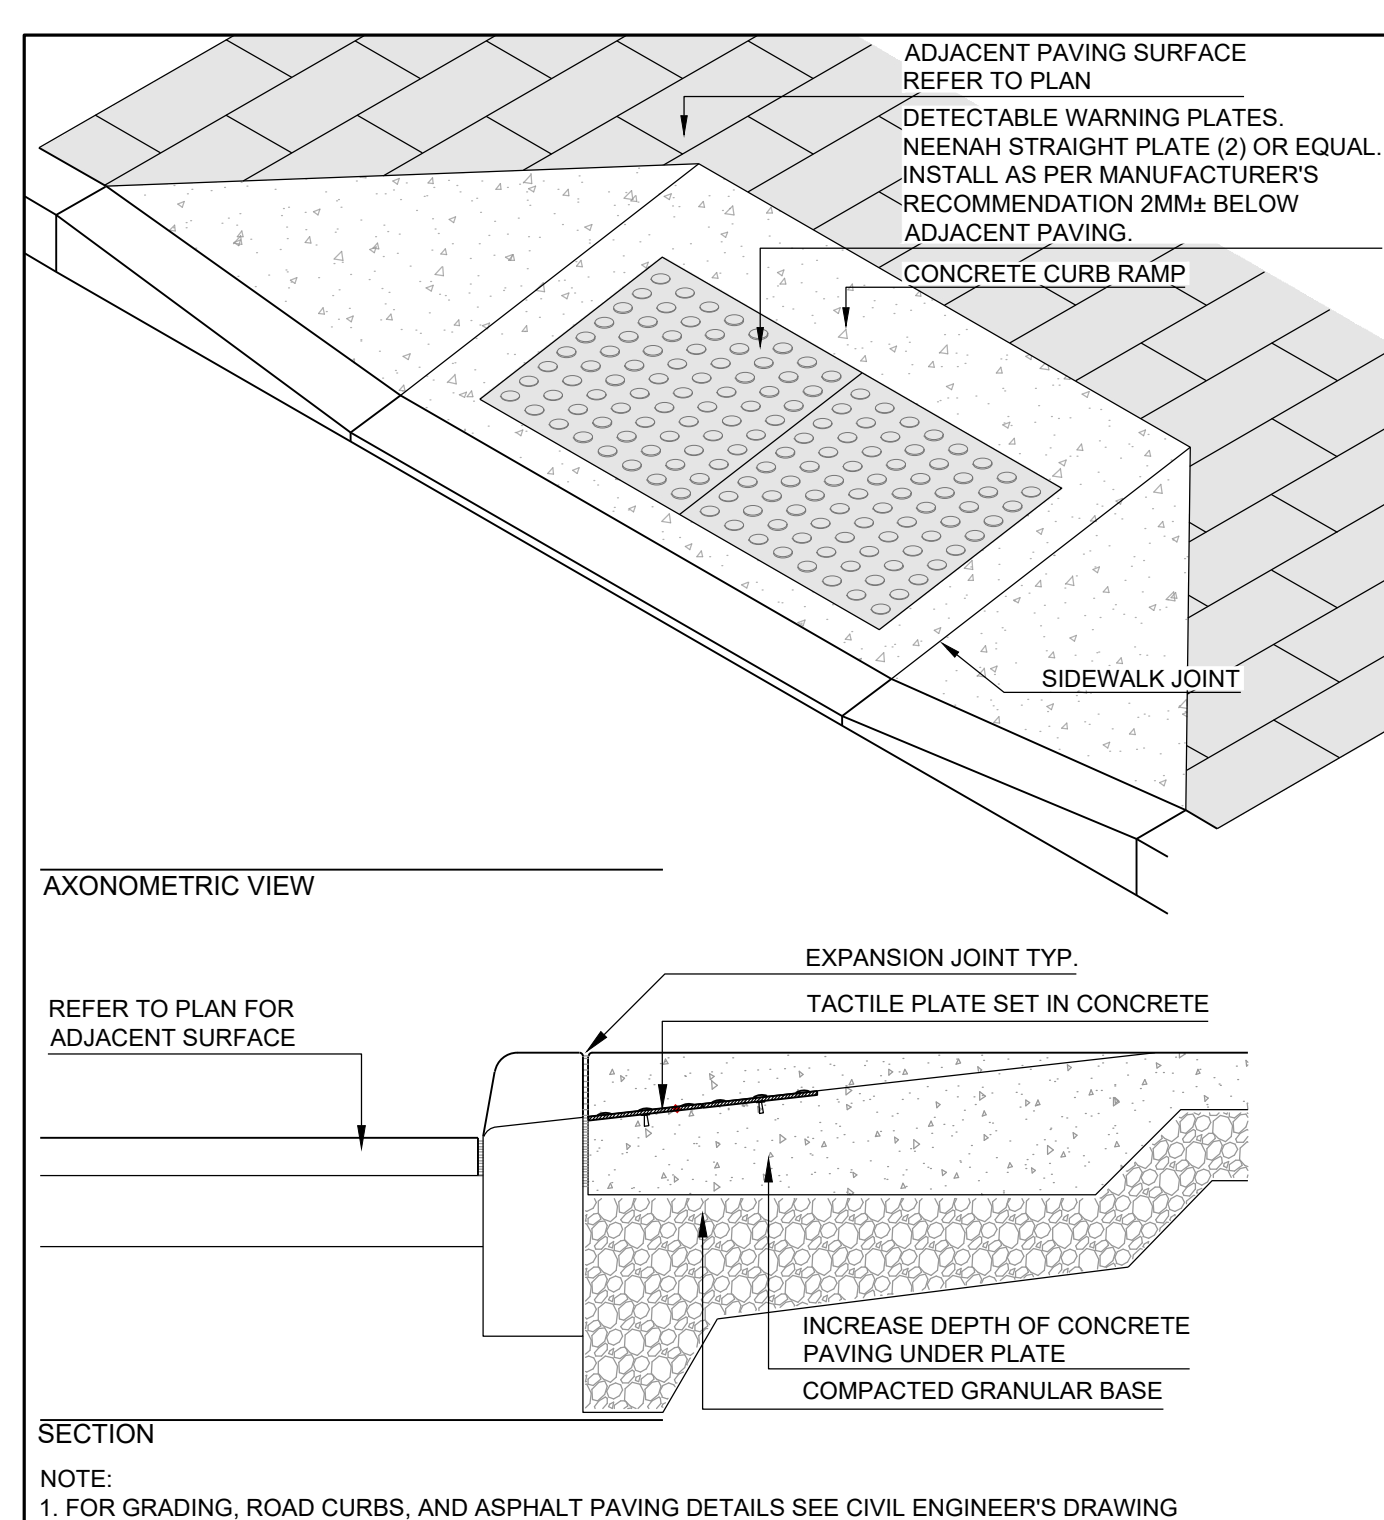 ADJACENT PAVING SURFACE
REFER TO PLAN
DETECTABLE WARNING PLATES.
NEENAH STRAIGHT PLATE (2) OR EQUAL.
INSTALL AS PER MANUFACTURER'S
RECOMMENDATION 2MM± BELOW
ADJACENT PAVING.
CONCRETE CURB RAMP
SIDEWALK JOINT
AXONOMETRIC VIEW
EXPANSION JOINT TYP.
REFER TO PLAN FOR
ADJACENT SURFACE
TACTILE PLATE SET IN CONCRETE
INCREASE DEPTH OF CONCRETE
PAVING UNDER PLATE
COMPACTED GRANULAR BASE
SECTION
NOTE:
1. FOR GRADING, ROAD CURBS, AND ASPHALT PAVING DETAILS SEE CIVIL ENGINEER'S DRAWING